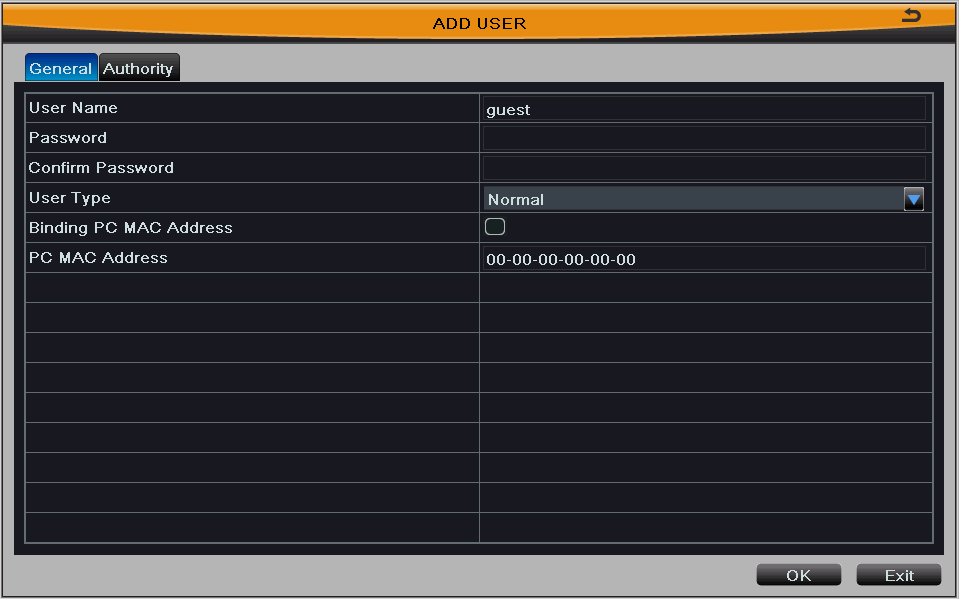 ADD USER
General Authority
User Name guest
Password
Confirm Password
User Type Normal
Binding PC MAC Address
PC MAC Address 00-00-00-00-00-00
OK Exit